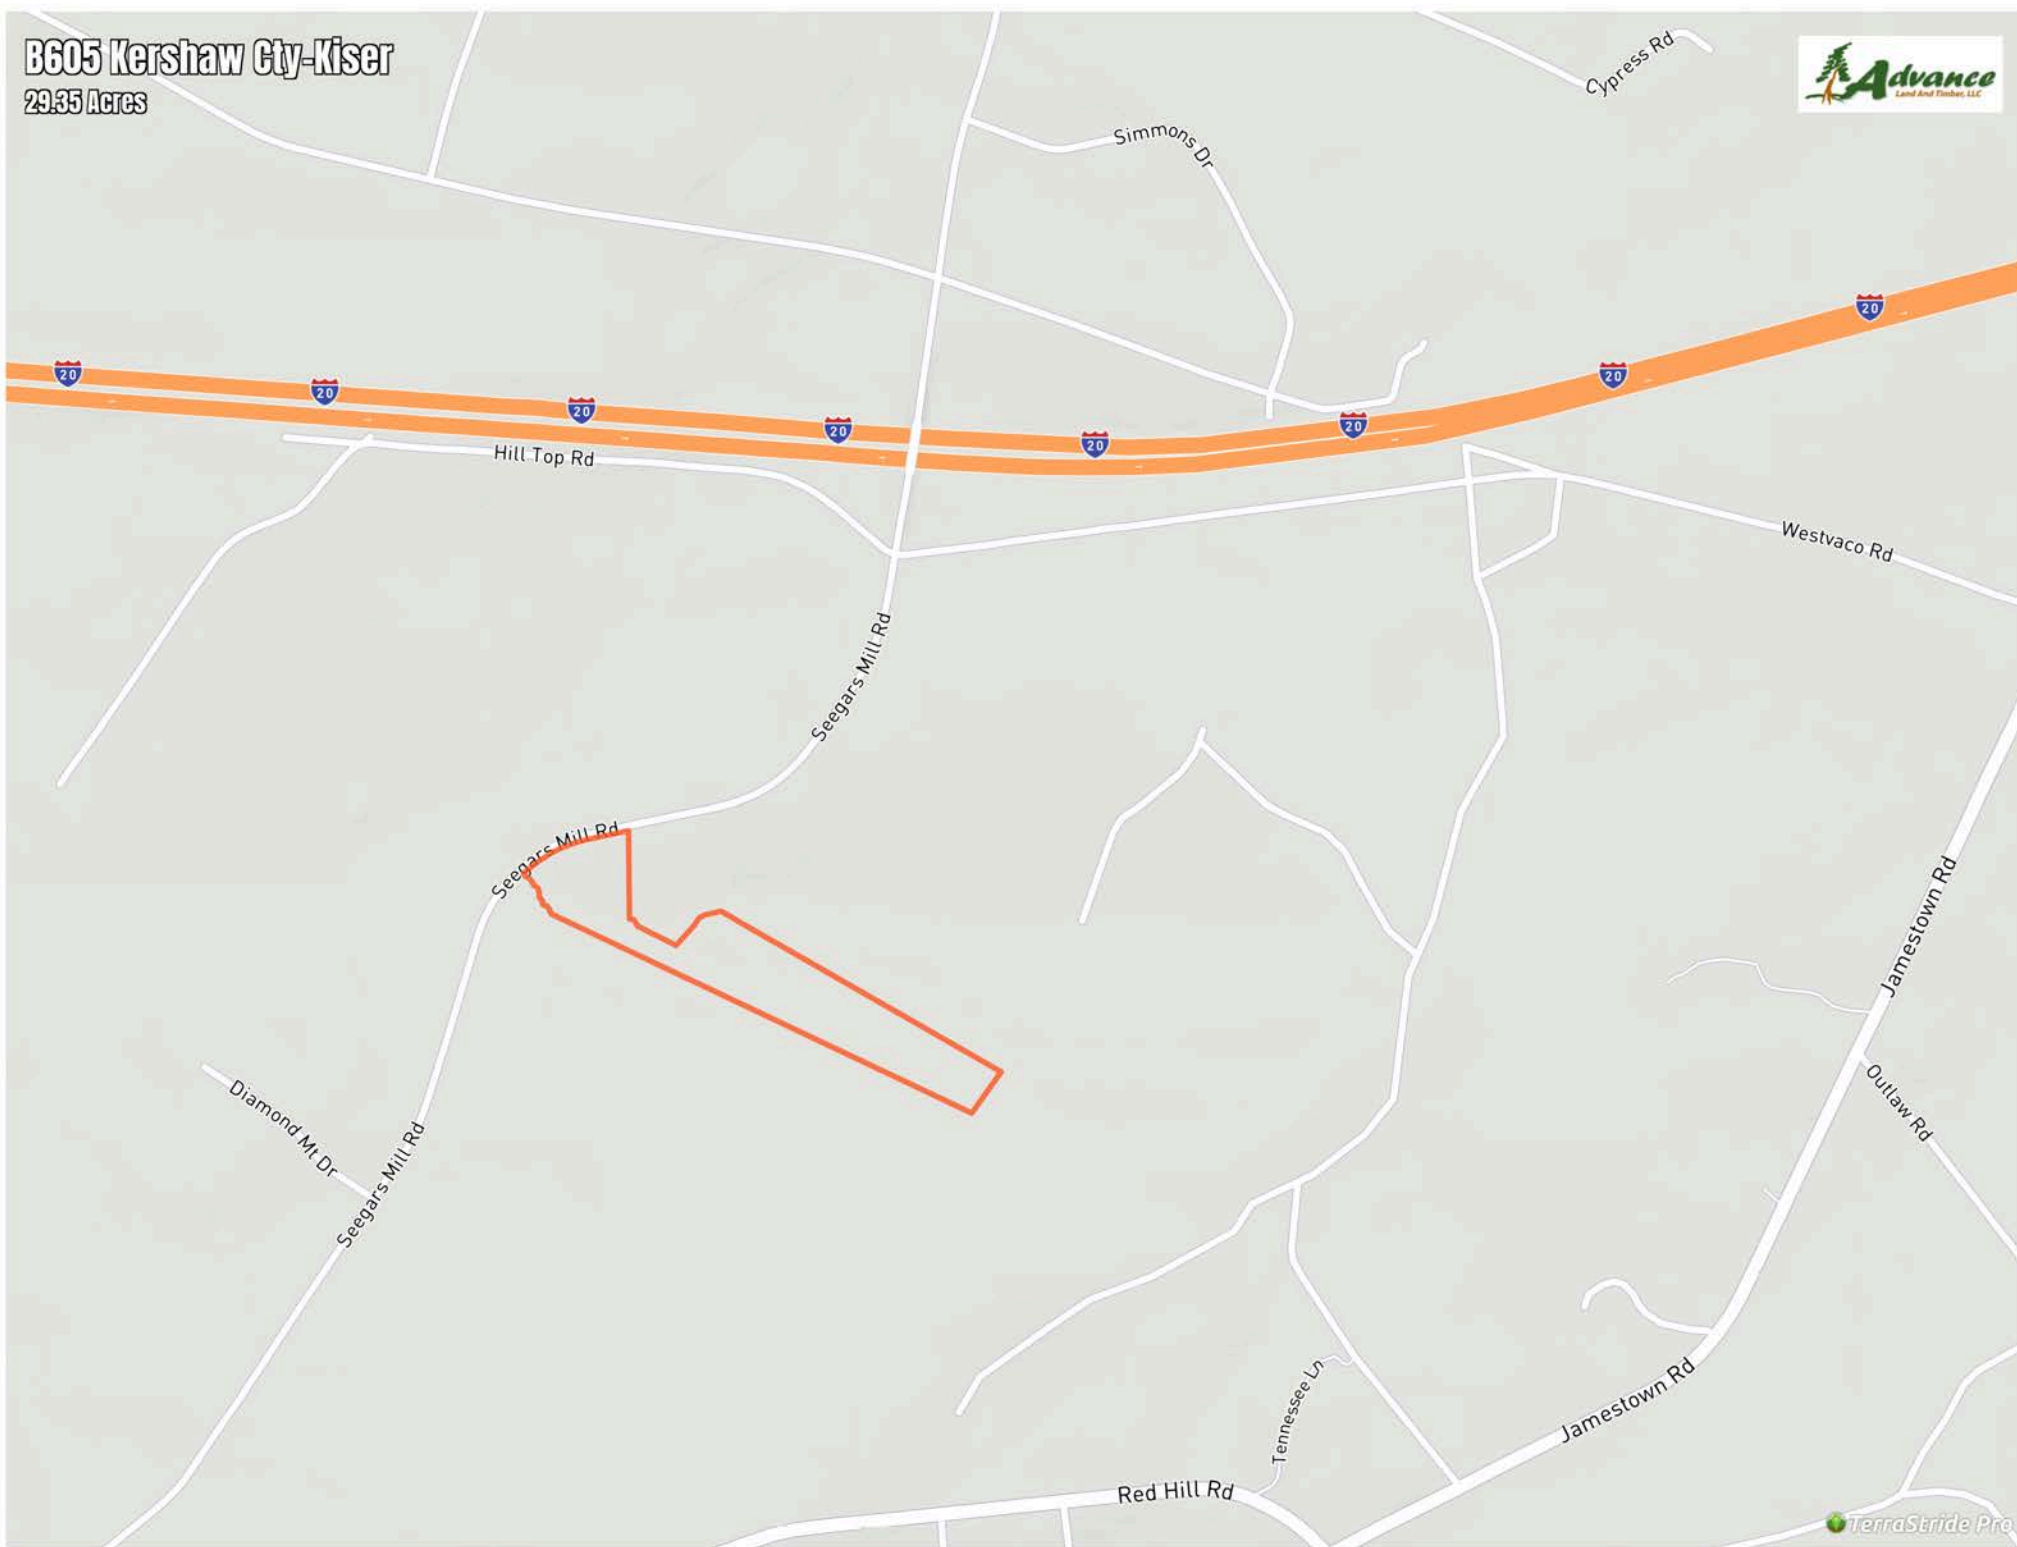 B605 Kershaw Cty-Kiser
29.35 Acres
Advance
Land And Timber, LLC
Cypress Rd
Simmons Dr
20
20
20
20
20
20
20
20
Hill Top Rd
Westvaco Rd
Seegars Mill Rd
Seegars Mill Rd
Jamestown Rd
Outlaw Rd
Diamond Mt Dr
Seegars Mill Rd
Tennessee Ln
Jamestown Rd
Red Hill Rd
TerraStride Pro